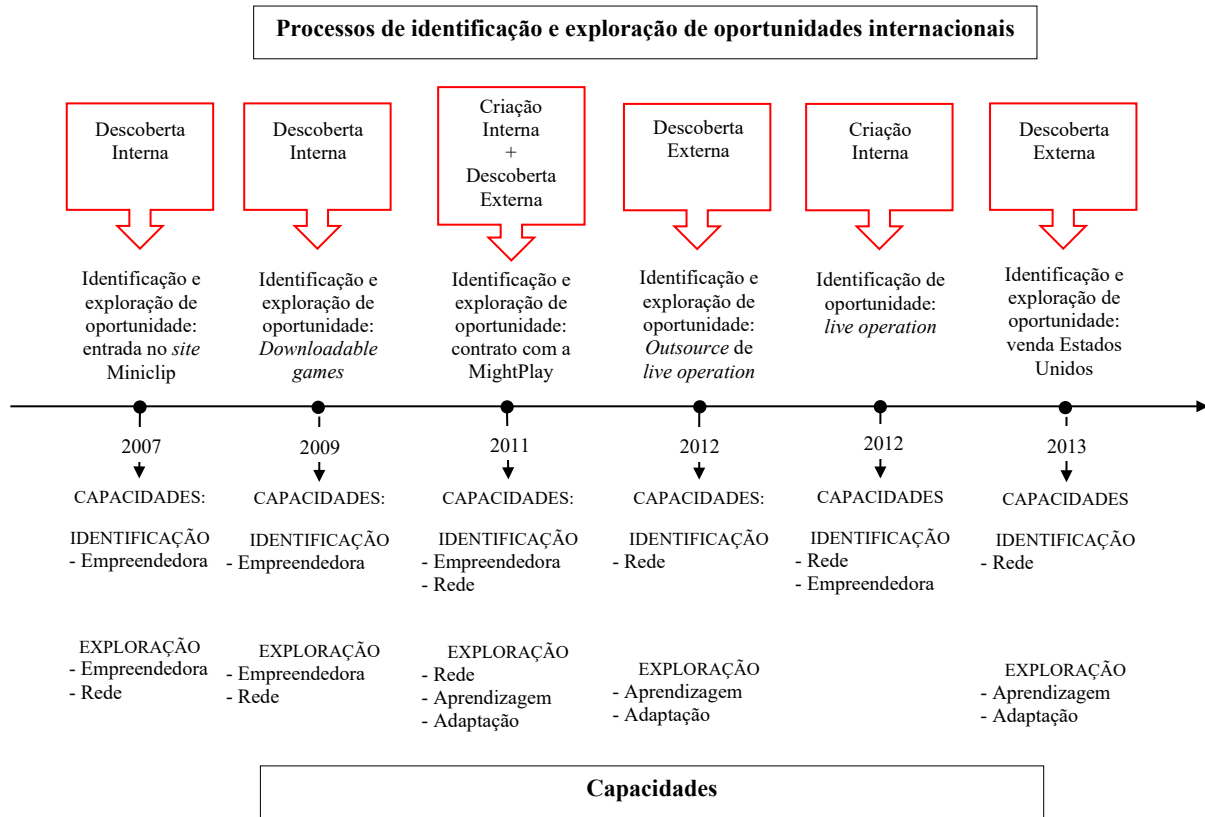 Processos de identificação e exploração de oportunidades internacionais
Descoberta
Interna
Descoberta
Interna
Criação
Interna
+
Descoberta
Externa
Descoberta
Externa
Criação
Interna
Descoberta
Externa
Identificação e
exploração de
oportunidade:
entrada no site
Miniclip
Identificação e
exploração de
oportunidade:
Downloadable
games
Identificação e
exploração de
oportunidade:
contrato com a
MightPlay
Identificação e
exploração de
oportunidade:
Outsource de
live operation
Identificação de
oportunidade:
live operation
Identificação e
exploração de
oportunidade:
venda Estados
Unidos
2007
2009
2011
2012
2012
2013
CAPACIDADES:
IDENTIFICAÇÃO
- Empreendedora
EXPLORAÇÃO
- Empreendedora
- Rede
CAPACIDADES:
IDENTIFICAÇÃO
- Empreendedora
EXPLORAÇÃO
- Empreendedora
- Rede
CAPACIDADES:
IDENTIFICAÇÃO
- Empreendedora
- Rede
EXPLORAÇÃO
- Rede
- Aprendizagem
- Adaptação
CAPACIDADES:
IDENTIFICAÇÃO
- Rede
EXPLORAÇÃO
- Aprendizagem
- Adaptação
CAPACIDADES
IDENTIFICAÇÃO
- Rede
- Empreendedora
CAPACIDADES
IDENTIFICAÇÃO
- Rede
EXPLORAÇÃO
- Aprendizagem
- Adaptação
Capacidades